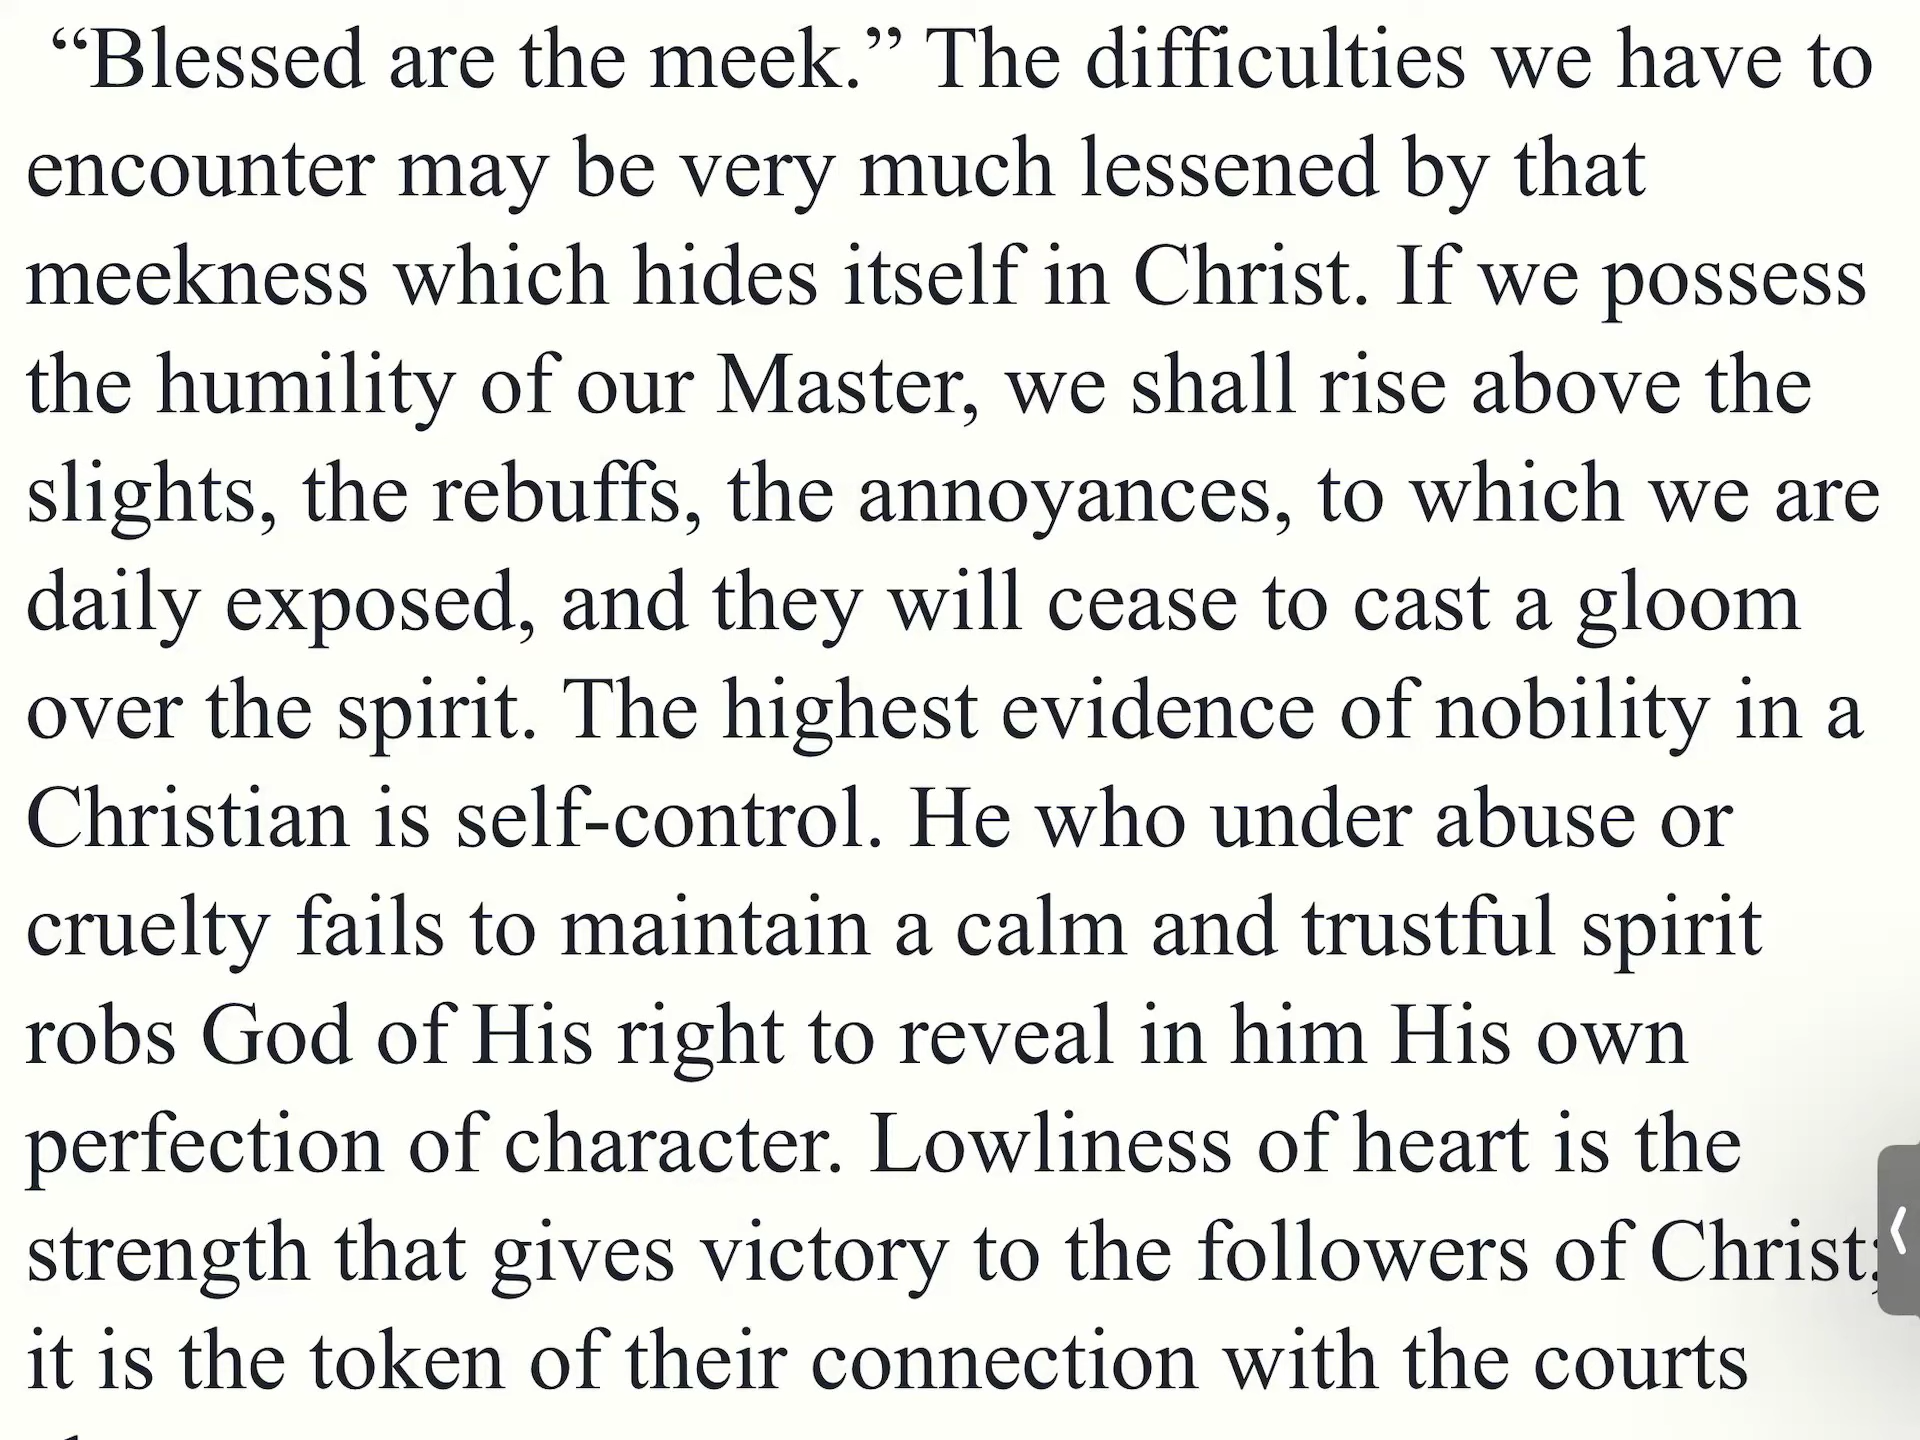 “Blessed are the meek.” The difficulties we have to
encounter may be very much lessened by that
meekness which hides itself in Christ. If we possess
the humility of our Master, we shall rise above the
slights, the rebuffs, the annoyances, to which we are
daily exposed, and they will cease to cast a gloom
over the spirit. The highest evidence of nobility in a
Christian is self-control. He who under abuse or
cruelty fails to maintain a calm and trustful spirit
robs God of His right to reveal in him His own
perfection of character. Lowliness of heart is the
strength that gives victory to the followers of Christ;
it is the token of their connection with the courts